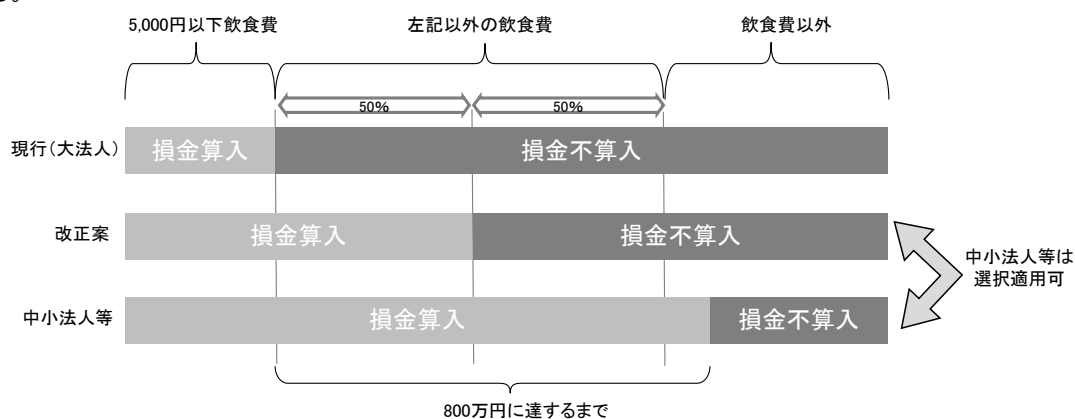 る。
5,000円以下飲食費
左記以外の飲食費
飲食費以外
50%
50%
現行(大法人)
損金算入
損金不算入
改正案
損金算入
損金不算入
中小法人等は
選択適用可
中小法人等
損金算入
損金不算入
800万円に達するまで